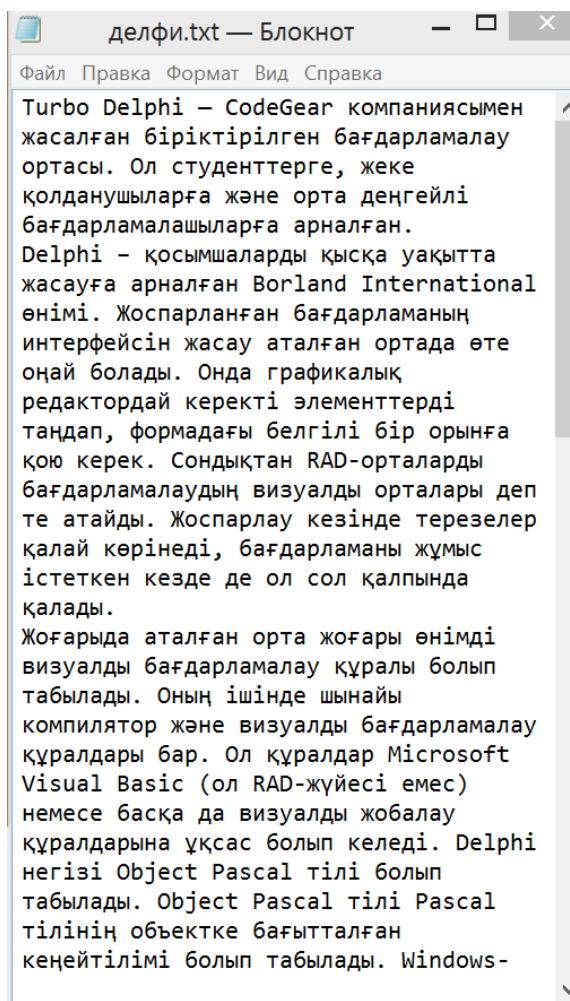 делфи.txt — Блокнот
Файл Правка Формат Вид Справка
Turbo Delphi — CodeGear компаниясымен
жасалған біріктірілген бағдарламалау
ортасы. Ол студенттерге, жеке
қолданушыларға және орта деңгейлі
бағдарламалашыларға арналған.
Delphi – қосымшаларды қысқа уақытта
жасауға арналған Borland International
өнімі. Жоспарланған бағдарламаның
интерфейсін жасау аталған ортада өте
оңай болады. Онда графикалық
редактордай керекті элементтерді
таңдап, формадағы белгілі бір орынға
қою керек. Сондықтан RAD-орталарды
бағдарламалаудың визуалды орталары деп
те атайды. Жоспарлау кезінде терезелер
қалай көрінеді, бағдарламаны жұмыс
істеткен кезде де ол сол қалпында
қалады.
Жоғарыда аталған орта жоғары өнімді
визуалды бағдарламалау құралы болып
табылады. Оның ішінде шынайы
компилятор және визуалды бағдарламалау
құралдары бар. Ол құралдар Microsoft
Visual Basic (ол RAD-жүйесі емес)
немесе басқа да визуалды жобалау
құралдарына ұқсас болып келеді. Delphi
негізі Object Pascal тілі болып
табылады. Object Pascal тілі Pascal
тілінің объектке бағытталған
кеңейтілімі болып табылады. Windows-